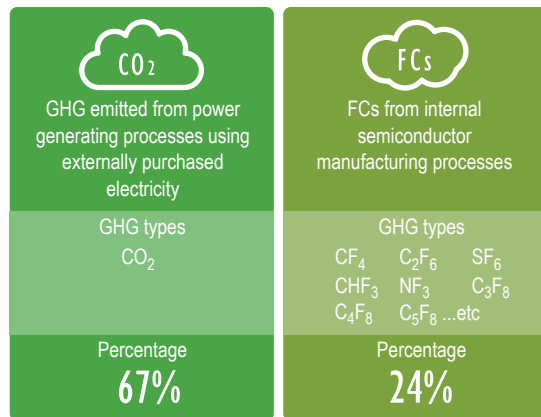 CO₂
GHG emitted from power
generating processes using
externally purchased
electricity
GHG types
CO₂
Percentage
67%
FCs
FCs from internal
semiconductor
manufacturing processes
GHG types
CF₄ C₂F₆ SF₆
CHF₃ NF₃ C₃F₈
C₄F₈ C₅F₈ ...etc
Percentage
24%